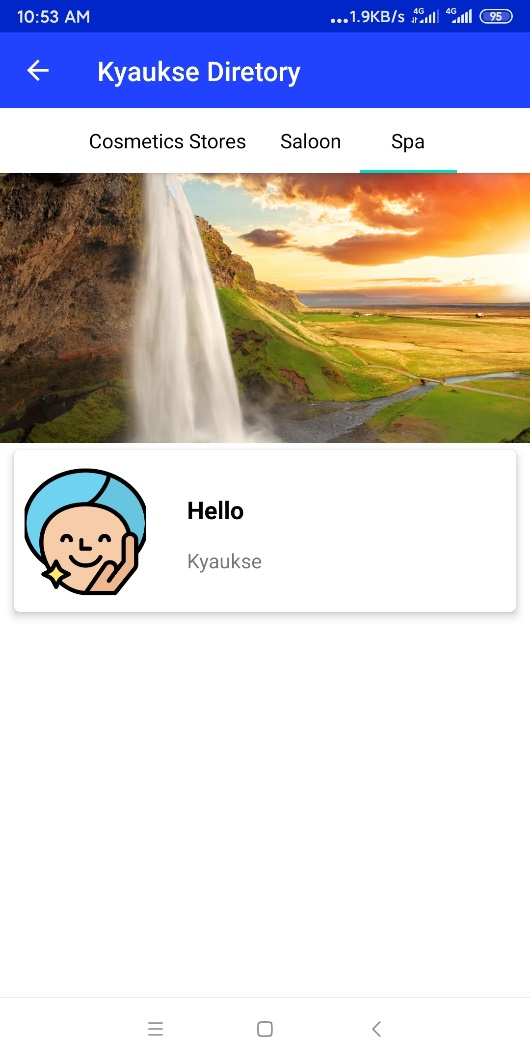 10:53 AM ...1.9KB/s 4G 4G 95
Kyaukse Diretory
Cosmetics Stores Saloon Spa
Hello
Kyaukse